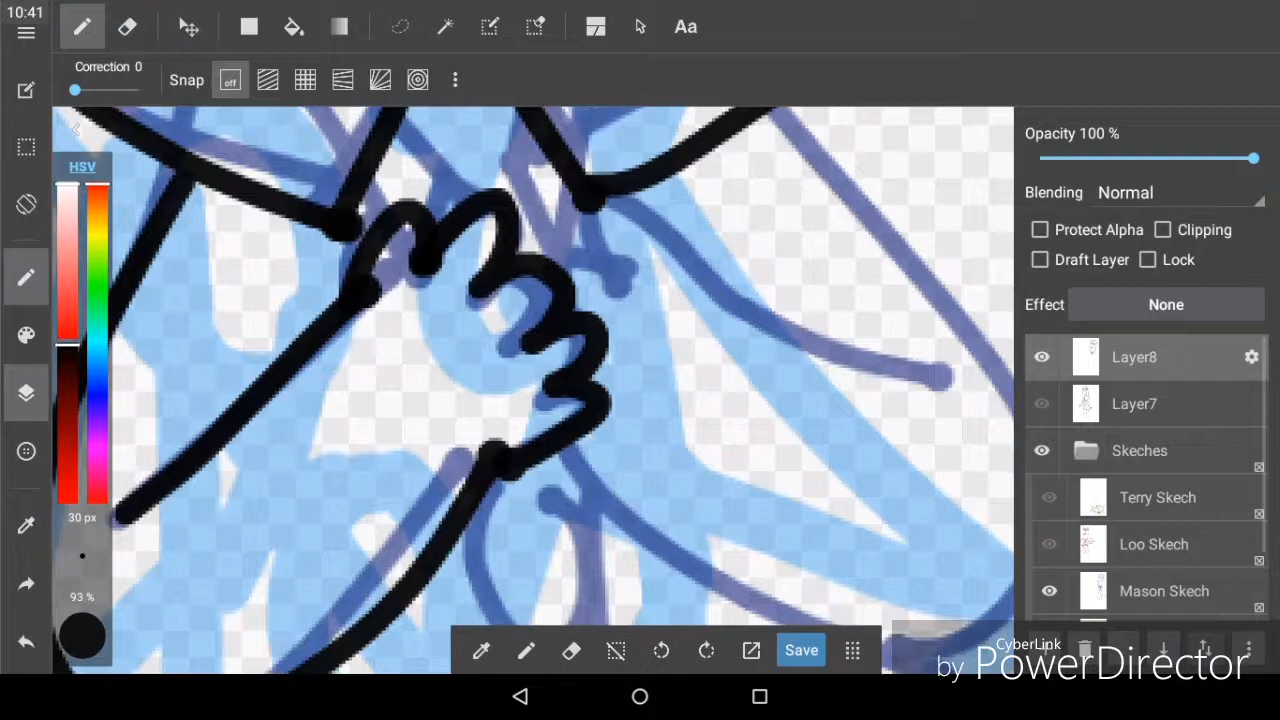 10:41
Correction 0
Snap
off
Aa
HSV
30 px
93 %
Opacity 100 %
Blending Normal
Protect Alpha Clipping
Draft Layer Lock
Effect None
Layer8
Layer7
Skeches
Terry Skech
Loo Skech
Mason Skech
Save
CyberLink
by PowerDirector